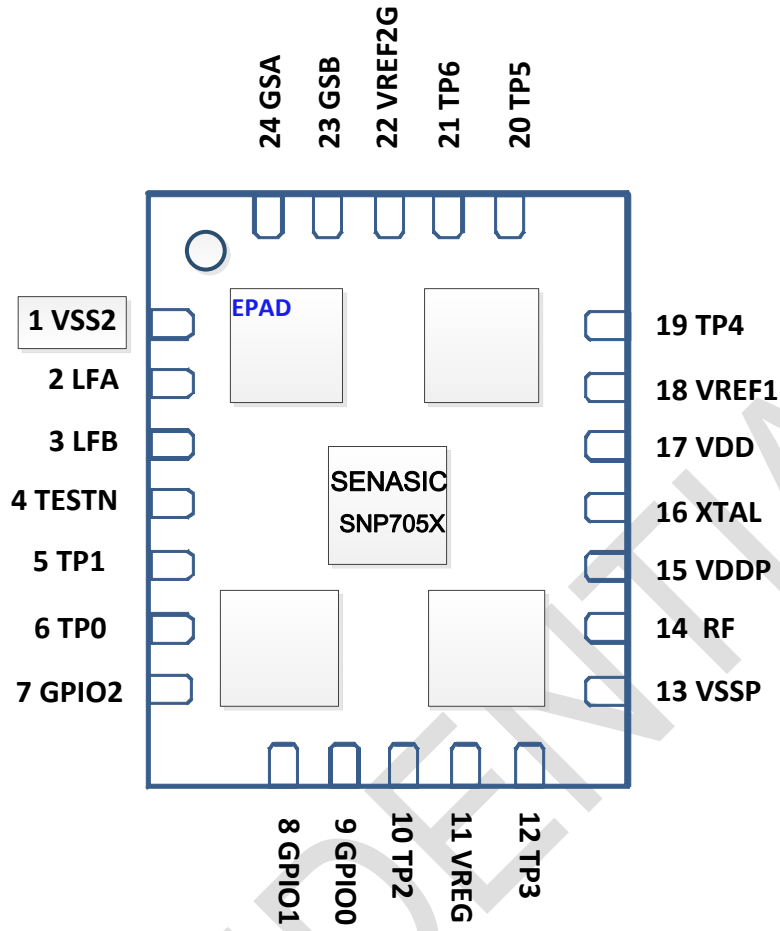 24 GSA
23 GSB
22 VREF2G
21 TP6
20 TP5
1 VSS2
2 LFA
3 LFB
4 TESTN
5 TP1
6 TP0
7 GPIO2
EPAD
SENASIC
SNP705X
19 TP4
18 VREF1
17 VDD
16 XTAL
15 VDDP
14 RF
13 VSSP
8 GPIO1
9 GPIO0
10 TP2
11 VREG
12 TP3
IDENTIA